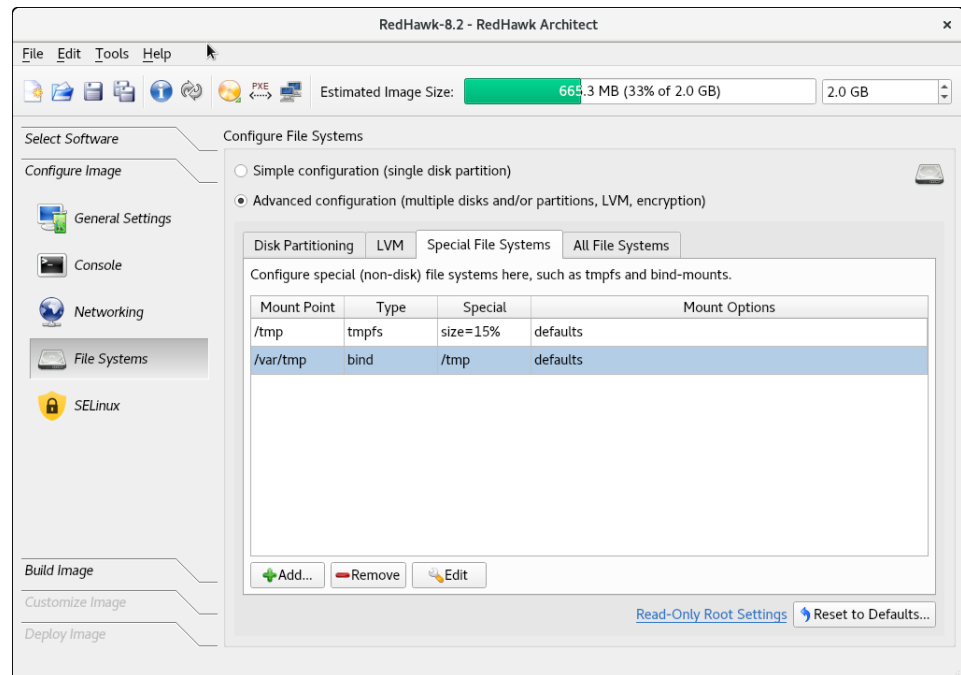 RedHawk-8.2 - RedHawk Architect ×
File Edit Tools Help
PXE Estimated Image Size: 665.3 MB (33% of 2.0 GB) 2.0 GB
Select Software
Configure Image
General Settings
Console
Networking
File Systems
SELinux
Build Image
Customize Image
Deploy Image
Configure File Systems
Simple configuration (single disk partition)
Advanced configuration (multiple disks and/or partitions, LVM, encryption)
Disk Partitioning LVM Special File Systems All File Systems
Configure special (non-disk) file systems here, such as tmpfs and bind-mounts.
Mount Point Type Special Mount Options
/tmp tmpfs size=15% defaults
/var/tmp bind /tmp defaults
Add... Remove Edit
Read-Only Root Settings Reset to Defaults...